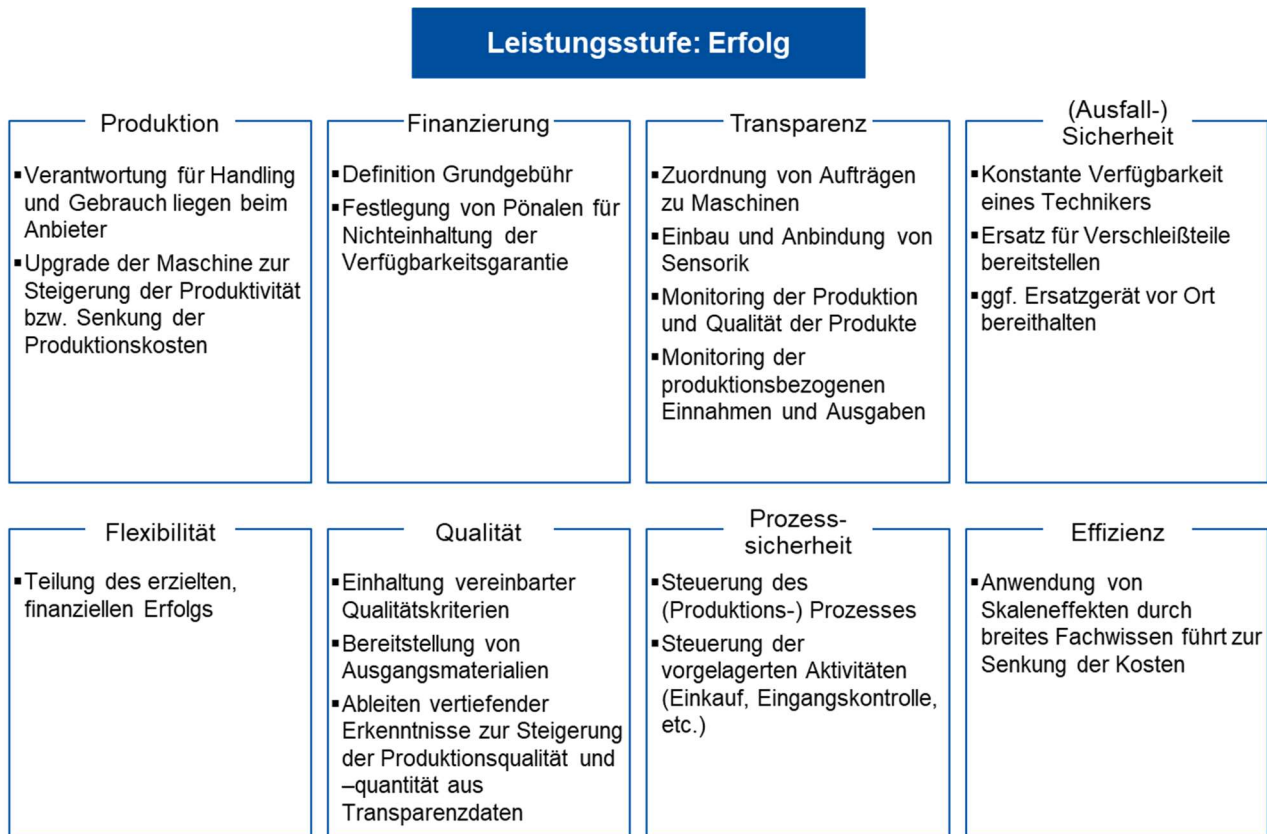 Leistungsstufe: Erfolg
Produktion
▪Verantwortung für Handling
und Gebrauch liegen beim
Anbieter
▪Upgrade der Maschine zur
Steigerung der Produktivität
bzw. Senkung der
Produktionskosten
Finanzierung
▪Definition Grundgebühr
▪Festlegung von Pönalen für
Nichteinhaltung der
Verfügbarkeitsgarantie
Transparenz
▪Zuordnung von Aufträgen
zu Maschinen
▪Einbau und Anbindung von
Sensorik
▪Monitoring der Produktion
und Qualität der Produkte
▪Monitoring der
produktionsbezogenen
Einnahmen und Ausgaben
(Ausfall-)
Sicherheit
▪Konstante Verfügbarkeit
eines Technikers
▪Ersatz für Verschleißteile
bereitstellen
▪ggf. Ersatzgerät vor Ort
bereithalten
Flexibilität
▪Teilung des erzielten,
finanziellen Erfolgs
Qualität
▪Einhaltung vereinbarter
Qualitätskriterien
▪Bereitstellung von
Ausgangsmaterialien
▪Ableiten vertiefender
Erkenntnisse zur Steigerung
der Produktionsqualität und
–quantität aus
Transparenzdaten
Prozess-
sicherheit
▪Steuerung des
(Produktions-) Prozesses
▪Steuerung der
vorgelagerten Aktivitäten
(Einkauf, Eingangskontrolle,
etc.)
Effizienz
▪Anwendung von
Skaleneffekten durch
breites Fachwissen führt zur
Senkung der Kosten